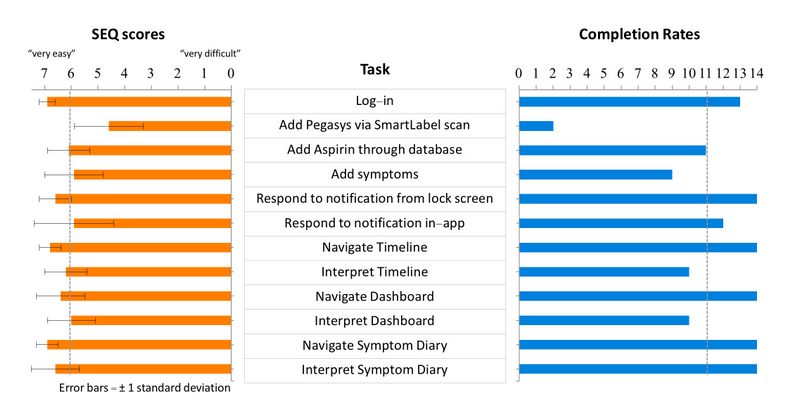 SEQ scores
Completion Rates
"very easy" "very difficult"
Task
7 6 5 4 3 2 1 0
0 1 2 3 4 5 6 7 8 9 10 11 12 13 14
Log-in
Add Pegasys via SmartLabel scan
Add Aspirin through database
Add symptoms
Respond to notification from lock screen
Respond to notification in-app
Navigate Timeline
Interpret Timeline
Navigate Dashboard
Interpret Dashboard
Navigate Symptom Diary
Interpret Symptom Diary
Error bars = ± 1 standard deviation